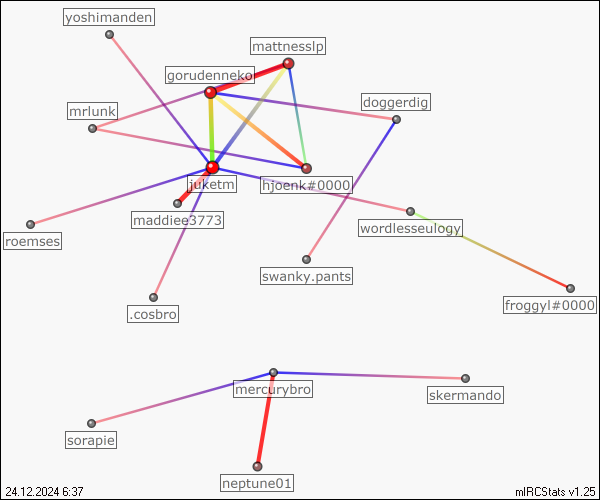 yoshimanden
mattnesslp
gorudenneko
doggerdig
mrlunk
juketm
hjoenk#0000
maddiee3773
roemses
wordlesseulogy
swanky.pants
froggyl#0000
.cosbro
mercurybro
skermando
sorapie
neptune01
24.12.2024 6:37
mIRCStats v1.25